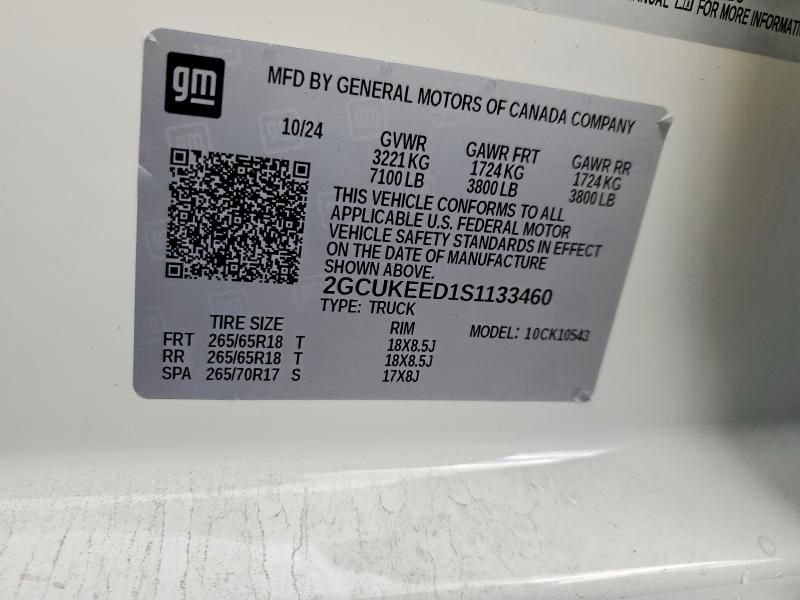 MANUAL FOR MORE INFORMATI
gm
MFD BY GENERAL MOTORS OF CANADA COMPANY
10/24 GVWR GAWR FRT GAWR RR
3221 KG 1724 KG 1724 KG
7100 LB 3800 LB 3800 LB
THIS VEHICLE CONFORMS TO ALL
APPLICABLE U.S. FEDERAL MOTOR
VEHICLE SAFETY STANDARDS IN EFFECT
ON THE DATE OF MANUFACTURE
SHOWN ABOVE.
2GCUKEED1S1133460
TYPE: TRUCK MODEL: 10CK10543
TIRE SIZE RIM
FRT 265/65R18 T 18X8.5J
RR 265/65R18 T 18X8.5J
SPA 265/70R17 S 17X8J